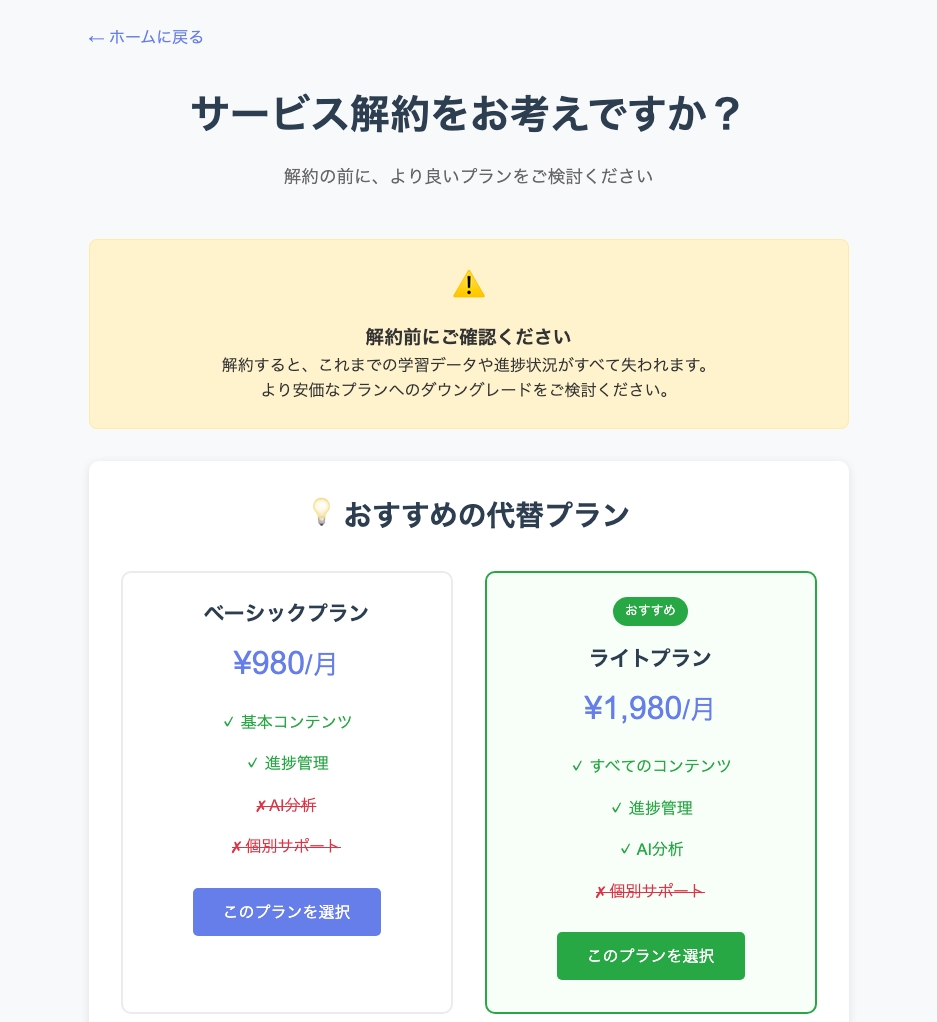 ← ホームに戻る
サービス解約をお考えですか？
解約の前に、より良いプランをご検討ください
解約前にご確認ください
解約すると、これまでの学習データや進捗状況がすべて失われます。
より安価なプランへのダウングレードをご検討ください。
おすすめの代替プラン
ベーシックプラン
¥980/月
✓ 基本コンテンツ
✓ 進捗管理
✗ AI分析
✗ 個別サポート
このプランを選択
おすすめ
ライトプラン
¥1,980/月
✓ すべてのコンテンツ
✓ 進捗管理
✓ AI分析
✗ 個別サポート
このプランを選択